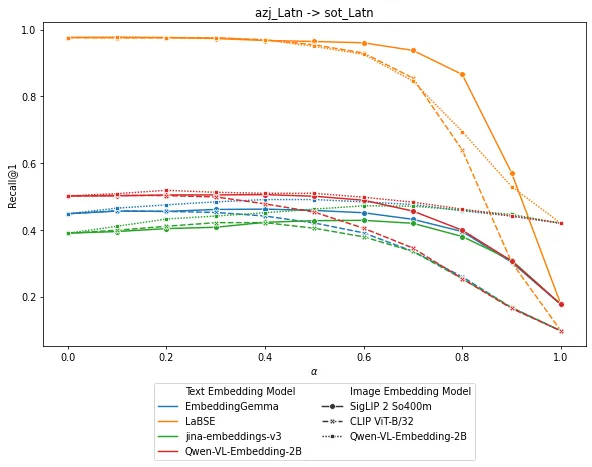 azj_Latn -> sot_Latn
Recall@1
1.0
0.8
0.6
0.4
0.2
0.0 0.2 0.4 0.6 0.8 1.0
α
Text Embedding Model
EmbeddingGemma
LaBSE
jina-embeddings-v3
Qwen-VL-Embedding-2B
Image Embedding Model
SigLIP 2 So400m
CLIP ViT-B/32
Qwen-VL-Embedding-2B